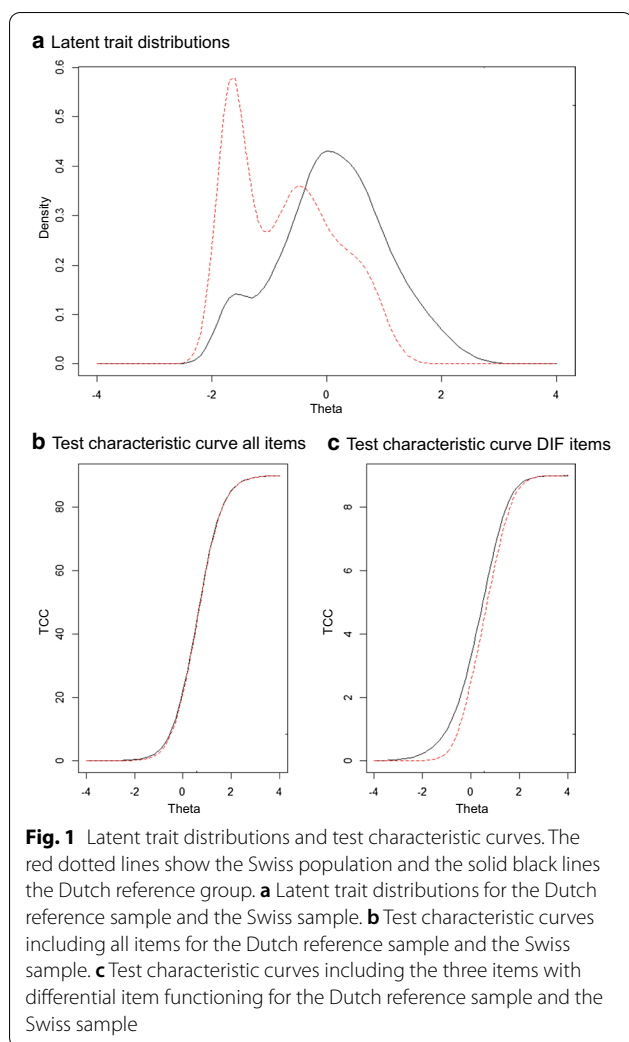 a Latent trait distributions
0.6
0.5
0.4
0.3
0.2
0.1
0.0
Density
-4 -2 0 2 4
Theta
b Test characteristic curve all items
80
60
40
20
0
TCC
-4 -2 0 2 4
Theta
c Test characteristic curve DIF items
8
6
4
2
0
TCC
-4 -2 0 2 4
Theta
Fig. 1 Latent trait distributions and test characteristic curves. The
red dotted lines show the Swiss population and the solid black lines
the Dutch reference group. a Latent trait distributions for the Dutch
reference sample and the Swiss sample. b Test characteristic curves
including all items for the Dutch reference sample and the Swiss
sample. c Test characteristic curves including the three items with
differential item functioning for the Dutch reference sample and the
Swiss sample